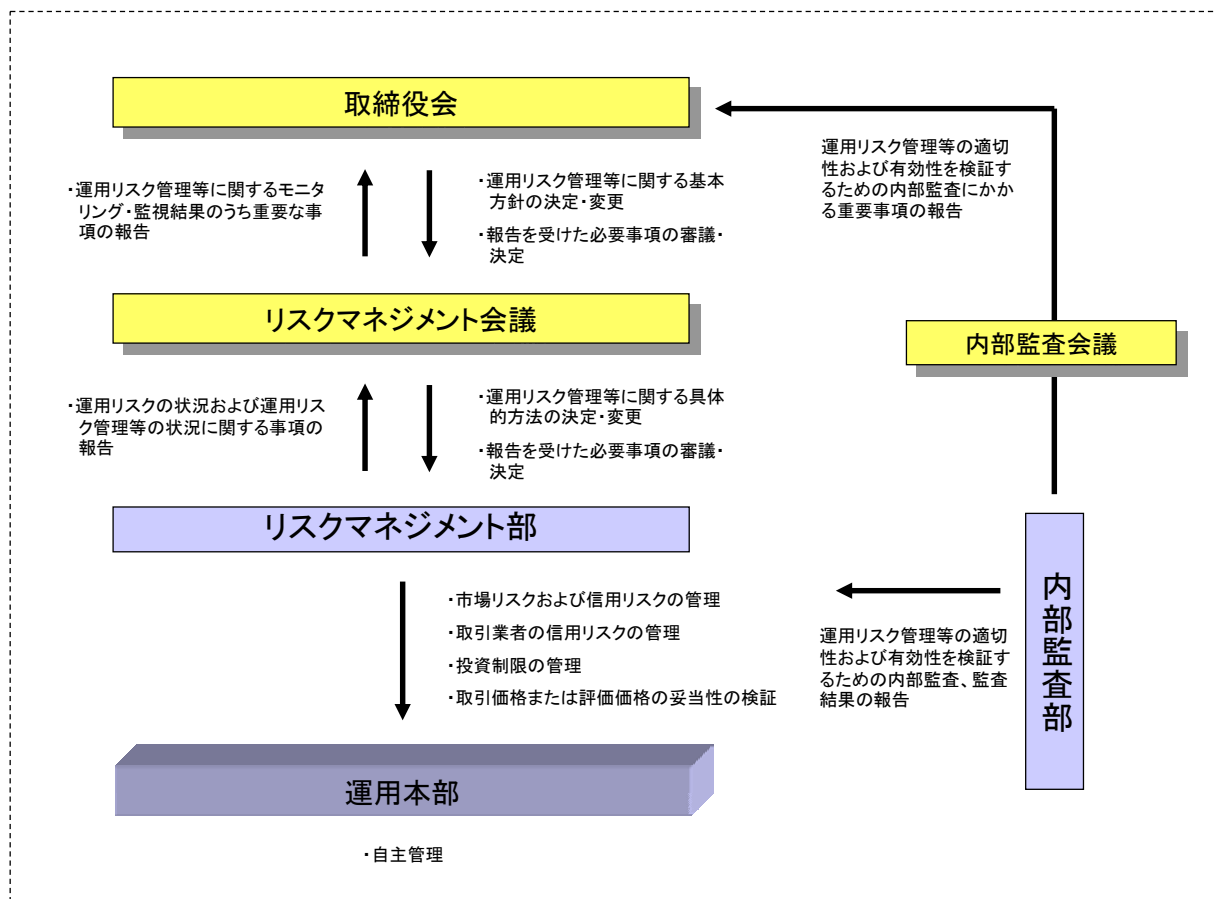 取締役会
・運用リスク管理等に関するモニ
タリング・監視結果のうち重要な事
項の報告
・運用リスク管理等に関する基本
方針の決定・変更
・報告を受けた必要事項の審議・
決定
運用リスク管理等の適切
性および有効性を検証す
るための内部監査にかか
る重要事項の報告
リスクマネジメント会議
内部監査会議
・運用リスクの状況および運用リス
ク管理等の状況に関する事項の
報告
・運用リスク管理等に関する具体
的方法の決定・変更
・報告を受けた必要事項の審議・
決定
リスクマネジメント部
内部監査部
・市場リスクおよび信用リスクの管理
・取引業者の信用リスクの管理
・投資制限の管理
・取引価格または評価価格の妥当性の検証
運用リスク管理等の適切
性および有効性を検証す
るための内部監査、監査
結果の報告
運用本部
・自主管理